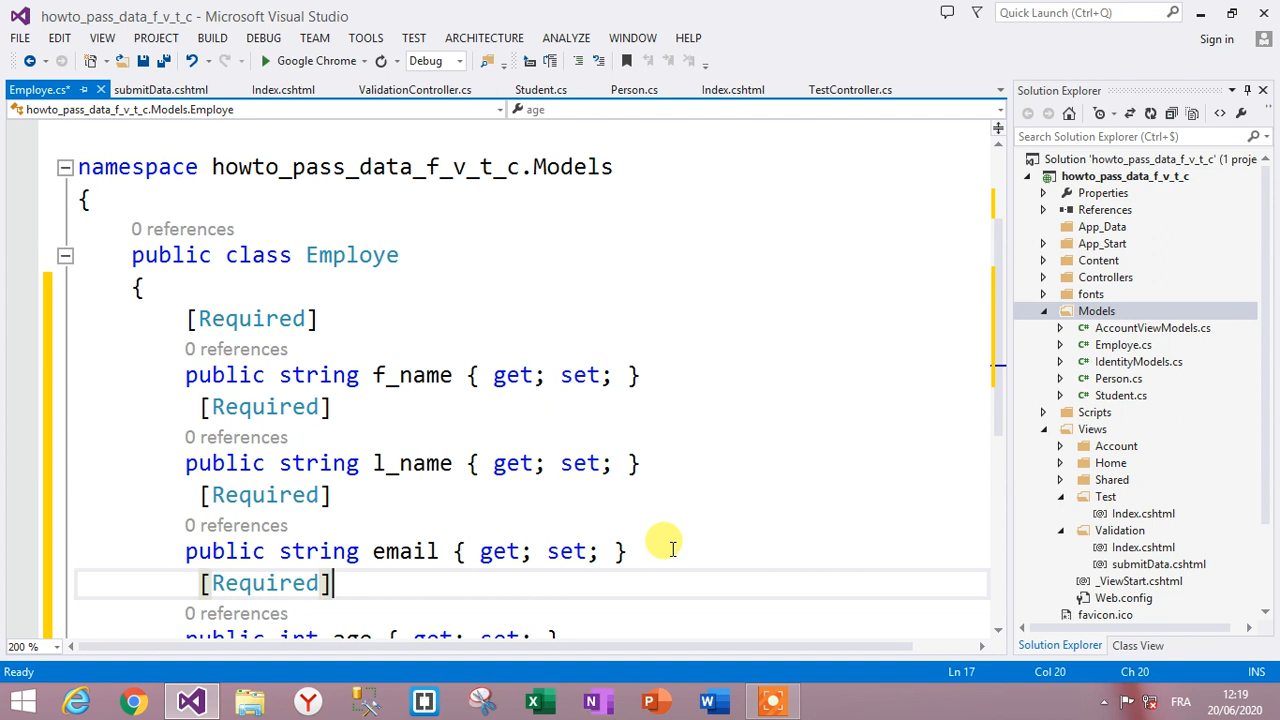 howto_pass_data_f_v_t_c - Microsoft Visual Studio
Quick Launch (Ctrl+Q)
FILE EDIT VIEW PROJECT BUILD DEBUG TEAM TOOLS TEST ARCHITECTURE ANALYZE WINDOW HELP
Sign in
Google Chrome Debug
Employe.cs* submitData.cshtml Index.cshtml ValidationController.cs Student.cs Person.cs Index.cshtml TestController.cs
howto_pass_data_f_v_t_c.Models.Employe age
namespace howto_pass_data_f_v_t_c.Models
{
0 references
public class Employe
{
[Required]
0 references
public string f_name { get; set; }
[Required]
0 references
public string l_name { get; set; }
[Required]
0 references
public string email { get; set; }
[Required]
0 references
public int age { get; set; }
200 %
Solution Explorer
Search Solution Explorer (Ctrl+$)
Solution 'howto_pass_data_f_v_t_c' (1 proje
howto_pass_data_f_v_t_c
Properties
References
App_Data
App_Start
Content
Controllers
fonts
Models
AccountViewModels.cs
Employe.cs
IdentityModels.cs
Person.cs
Student.cs
Scripts
Views
Account
Home
Shared
Test
Index.cshtml
Validation
Index.cshtml
submitData.cshtml
_ViewStart.cshtml
Web.config
favicon.ico
Solution Explorer Class View
Ready Ln 17 Col 20 Ch 20 INS
FRA
12:19
20/06/2020